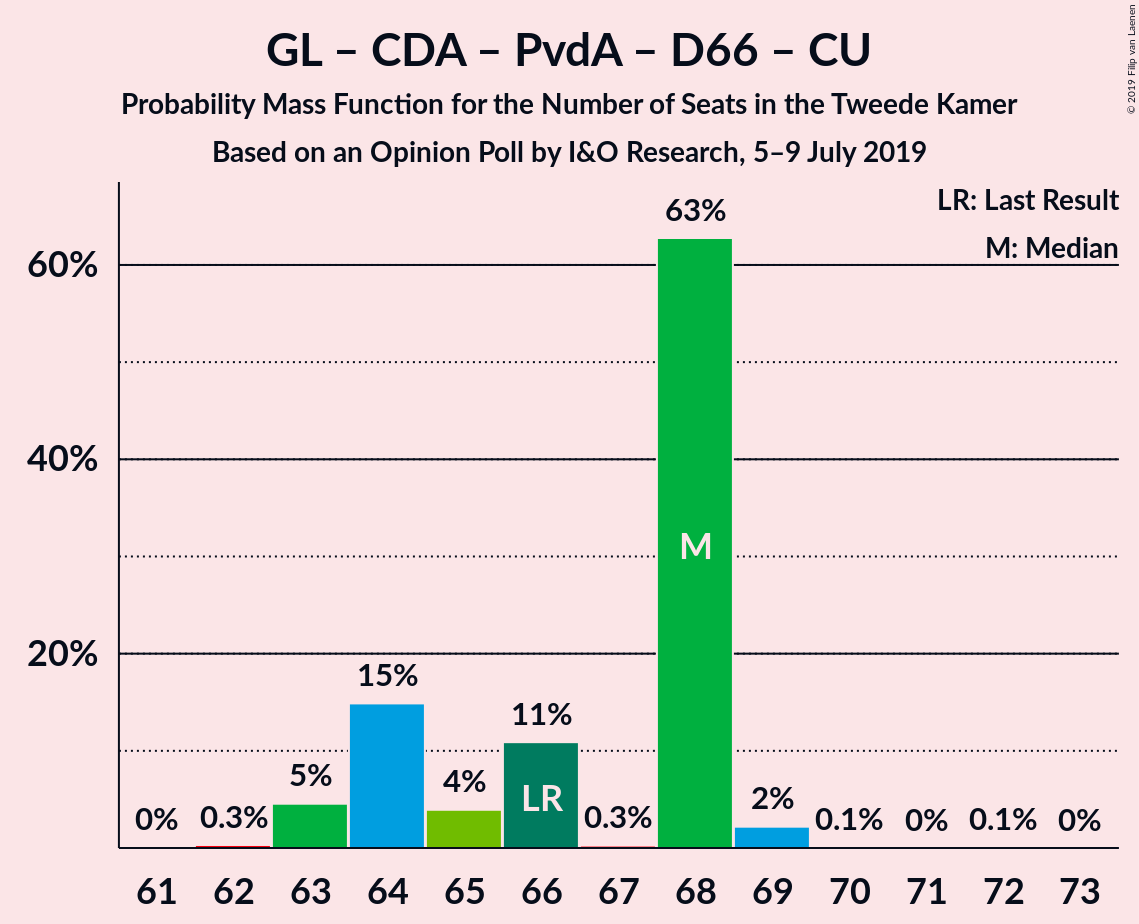 GL – CDA – PvdA – D66 – CU
Probability Mass Function for the Number of Seats in the Tweede Kamer
Based on an Opinion Poll by I&O Research, 5–9 July 2019
© 2019 Filip van Laenen
LR: Last Result
M: Median
60%
40%
20%
0%
0.3%
5%
15%
4%
11%
0.3%
63%
2%
0.1%
0%
0.1%
0%
LR
M
61 62 63 64 65 66 67 68 69 70 71 72 73